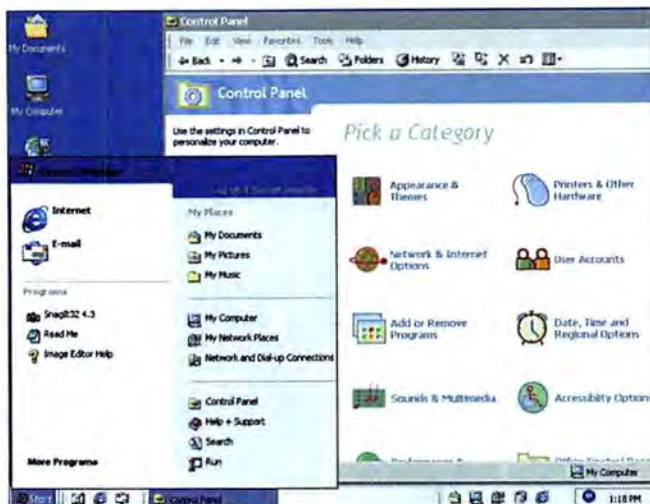 My Documents
My Computer
Control Panel
File Edit View Favorites Tools Help
Back Search Folders History
Control Panel
Use the settings in Control Panel to
personalize your computer.
Pick a Category
Appearance &
Themes
Printers & Other
Hardware
Network & Internet
Options
User Accounts
Add or Remove
Programs
Date, Time and
Regional Options
Sounds & Multimedia
Accessiblity Option
My Computer
Internet
E-mail
Programs
SnagIt32 4.3
Read Me
Image Editor Help
More Programs
My Places
My Documents
My Pictures
My Music
My Computer
My Network Places
Network and Dial-up Connections
Control Panel
Help + Support
Search
Run
Start
Control Panel
1:18 PM